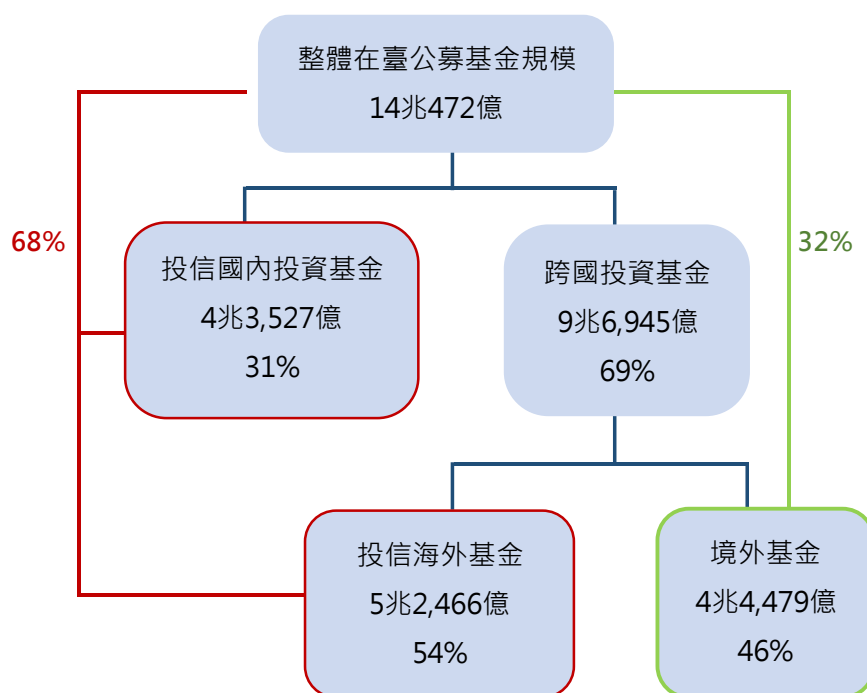 整體在臺公募基金規模
14兆472億
68%
32%
投信國內投資基金
4兆3,527億
31%
跨國投資基金
9兆6,945億
69%
投信海外基金
5兆2,466億
54%
境外基金
4兆4,479億
46%